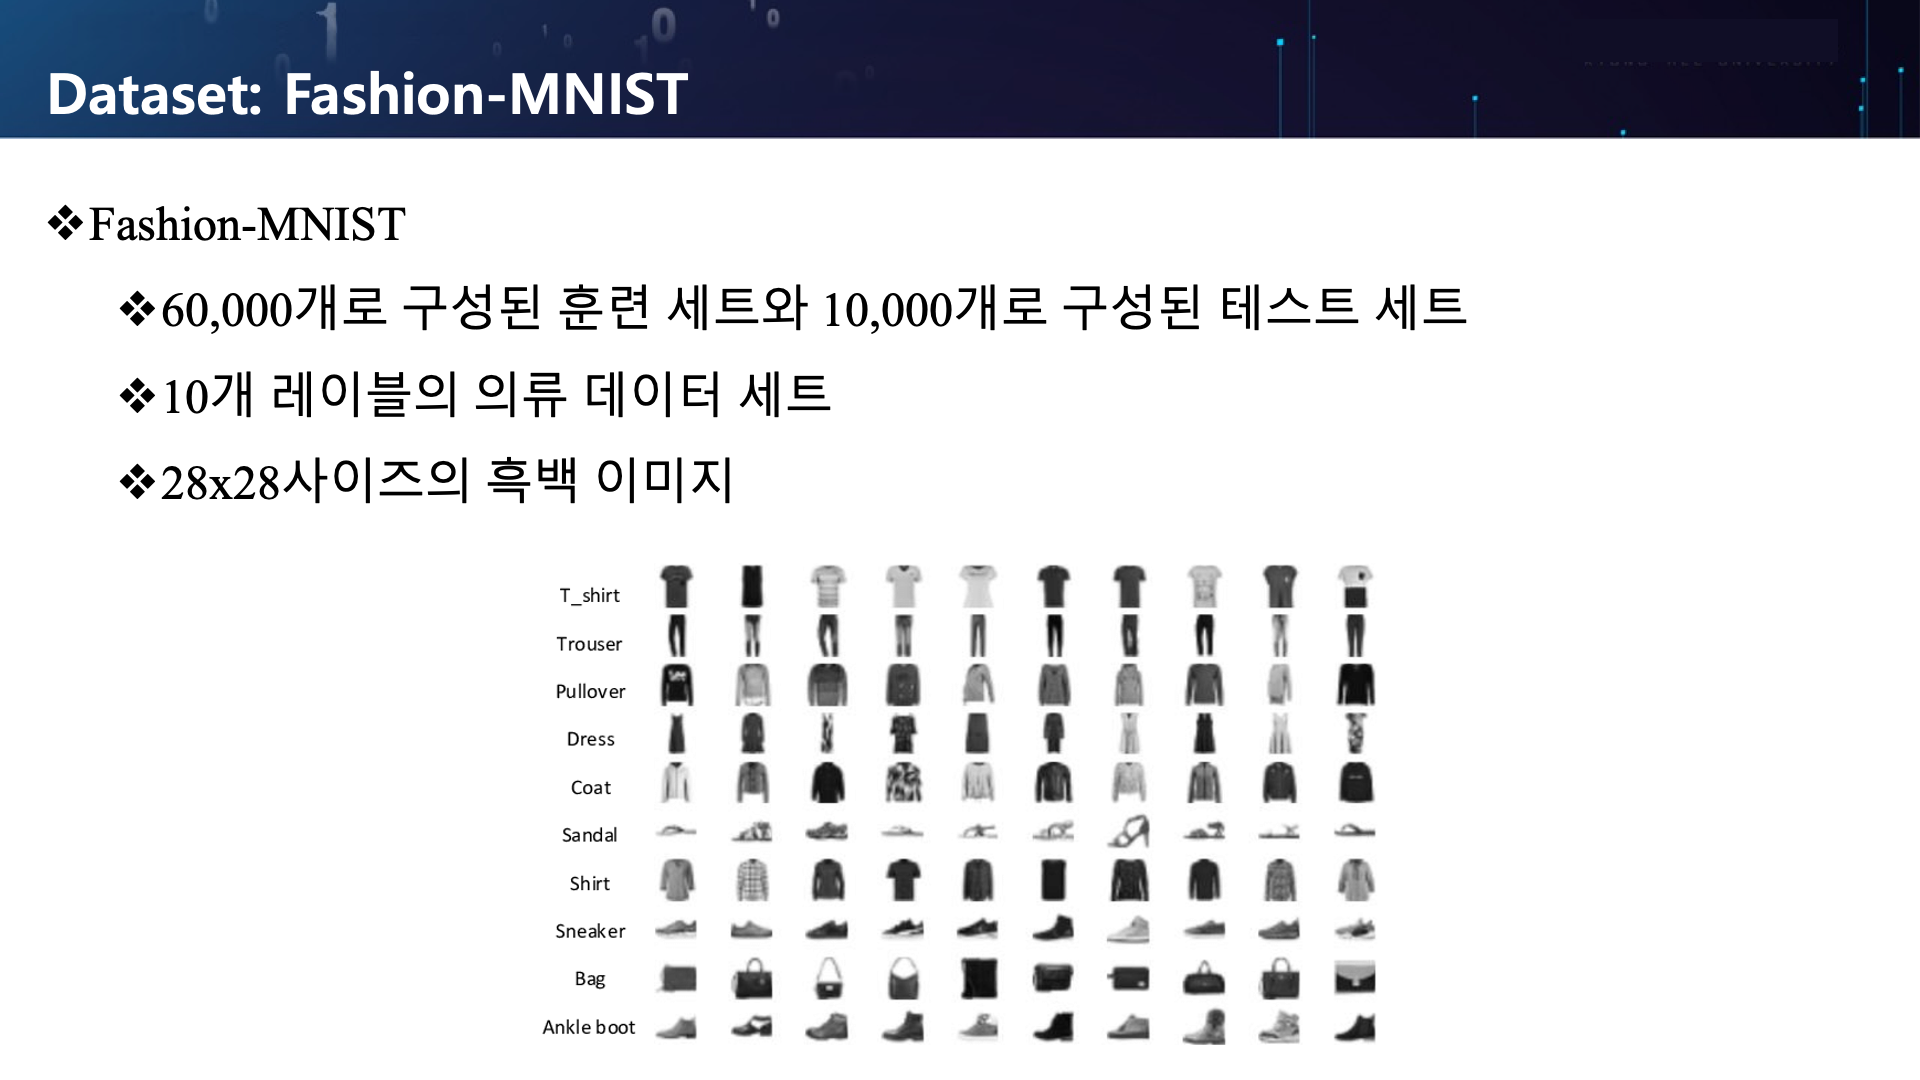 Dataset: Fashion-MNIST
❖Fashion-MNIST
❖60,000개로 구성된 훈련 세트와 10,000개로 구성된 테스트 세트
❖10개 레이블의 의류 데이터 세트
❖28x28사이즈의 흑백 이미지
T_shirt
Trouser
Pullover
Dress
Coat
Sandal
Shirt
Sneaker
Bag
Ankle boot